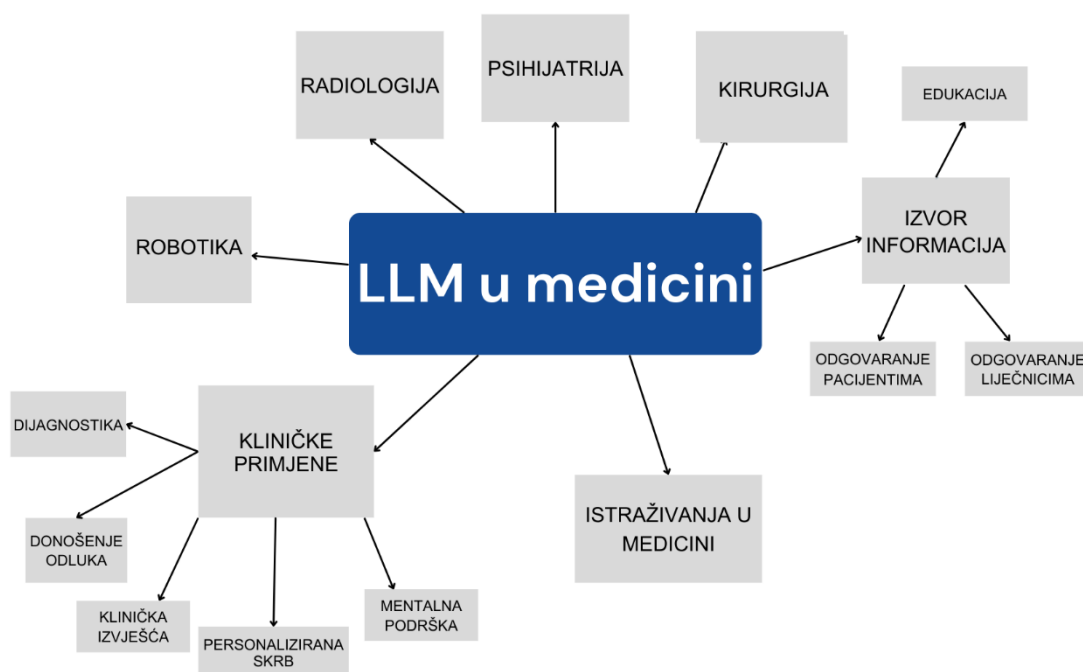 RADIOLOGIJA
PSIHIJATRIJA
KIRURGIJA
EDUKACIJA
ROBOTIKA
LLM u medicini
IZVOR
INFORMACIJA
ODGOVARANJE
PACIJENTIMA
ODGOVARANJE
LIJEČNICIMA
DIJAGNOSTIKA
KLINIČKE
PRIMJENE
DONOŠENJE
ODLUKA
KLINIČKA
IZVJEŠĆA
PERSONALIZIRANA
SKRB
MENTALNA
PODRŠKA
ISTRAŽIVANJA U
MEDICINI